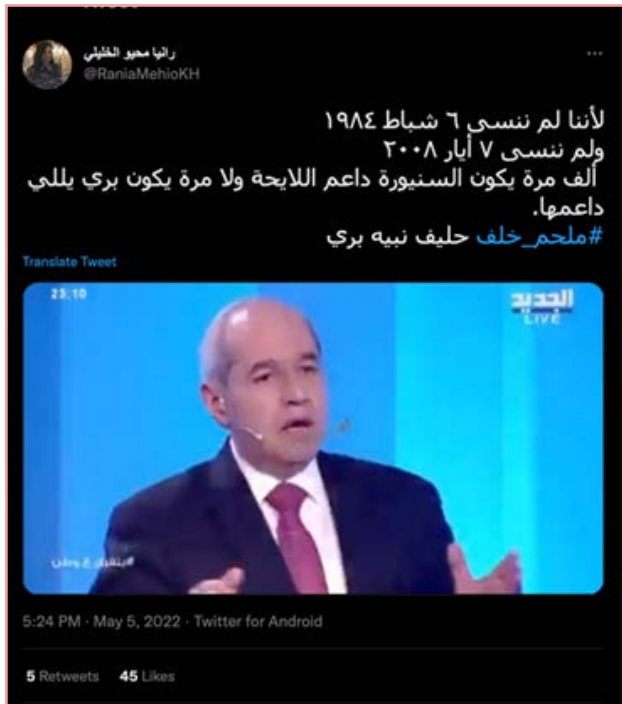 رانيا محيو الخليلي
@RaniaMehioKH
لأننا لم ننسى ٦ شباط ١٩٨٤
ولم ننسى ٧ أيار ٢٠٠٨
ألف مرة يكون السنيورة داعم اللايحة ولا مرة يكون بري يللي
داعمها.
#ملحم_خلف حليف نبيه بري
Translate Tweet
23:10
الجديد
LIVE
5:24 PM · May 5, 2022 · Twitter for Android
5 Retweets 45 Likes